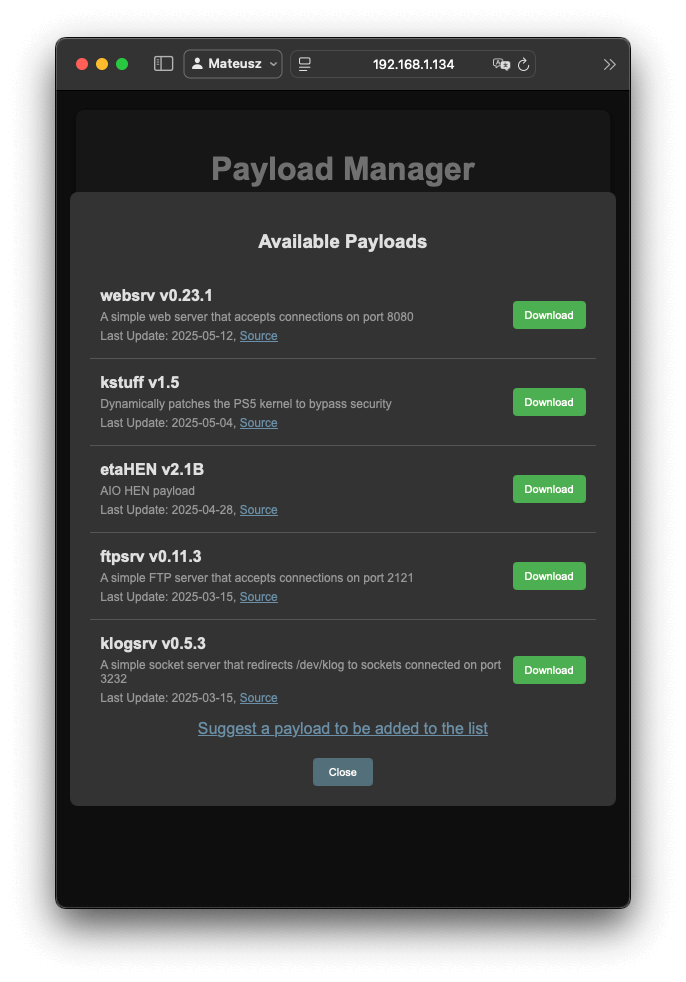 Mateusz
192.168.1.134
Payload Manager
Available Payloads
websrv v0.23.1
A simple web server that accepts connections on port 8080
Last Update: 2025-05-12, Source
Download
kstuff v1.5
Dynamically patches the PS5 kernel to bypass security
Last Update: 2025-05-04, Source
Download
etaHEN v2.1B
AIO HEN payload
Last Update: 2025-04-28, Source
Download
ftpsrv v0.11.3
A simple FTP server that accepts connections on port 2121
Last Update: 2025-03-15, Source
Download
klogsrv v0.5.3
A simple socket server that redirects /dev/klog to sockets connected on port
3232
Last Update: 2025-03-15, Source
Download
Suggest a payload to be added to the list
Close